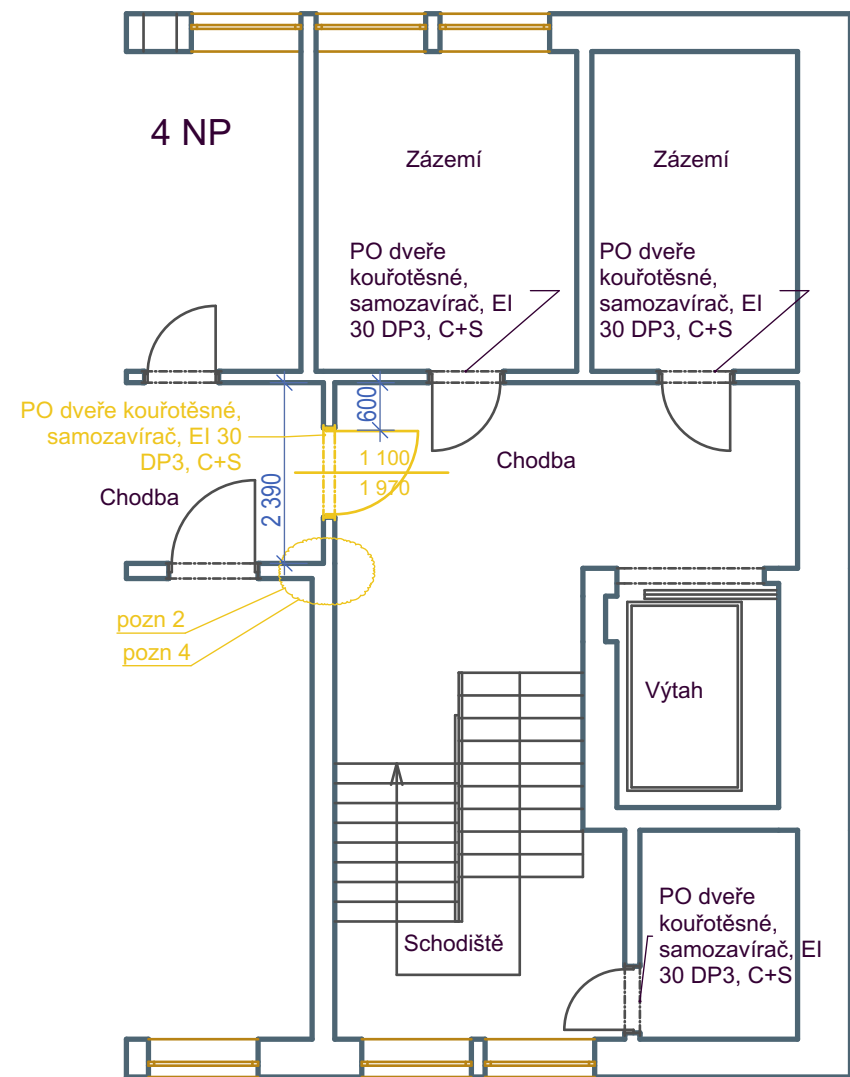 4 NP
Zázemí
Zázemí
PO dveře
kouřotěsné,
samozavírač, EI
30 DP3, C+S
PO dveře
kouřotěsné,
samozavírač, EI
30 DP3, C+S
PO dveře kouřotěsné,
samozavírač, EI 30
DP3, C+S
600
1 100
1 970
Chodba
Chodba
2 390
pozn 2
pozn 4
Výtah
Schodiště
PO dveře
kouřotěsné,
samozavírač, EI
30 DP3, C+S